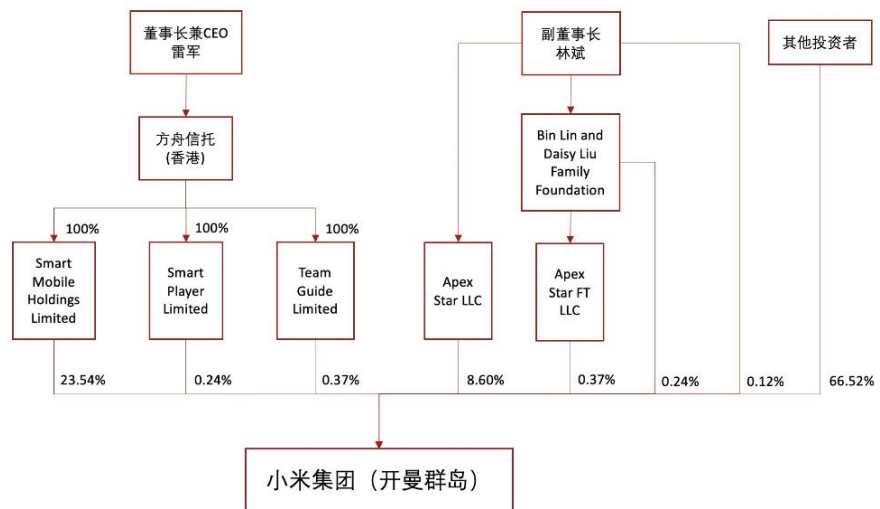 董事长兼CEO
雷军
副董事长
林斌
其他投资者
方舟信托
(香港)
Bin Lin and
Daisy Liu
Family
Foundation
100%
100%
100%
Smart
Mobile
Holdings
Limited
Smart
Player
Limited
Team
Guide
Limited
Apex
Star LLC
Apex
Star FT
LLC
23.54%
0.24%
0.37%
8.60%
0.37%
0.24%
0.12%
66.52%
小米集团（开曼群岛）